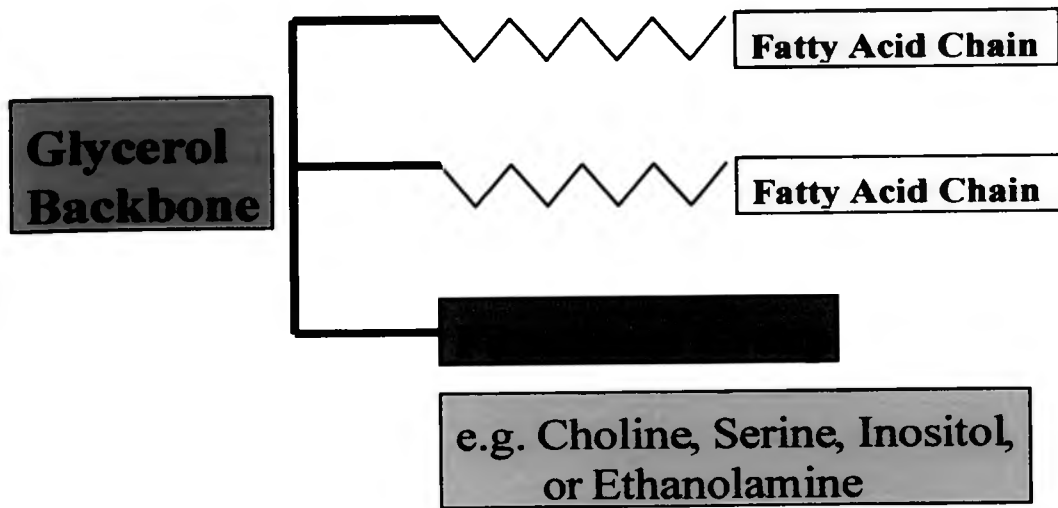 Fatty Acid Chain
Glycerol
Backbone
Fatty Acid Chain
e.g. Choline, Serine, Inositol,
or Ethanolamine